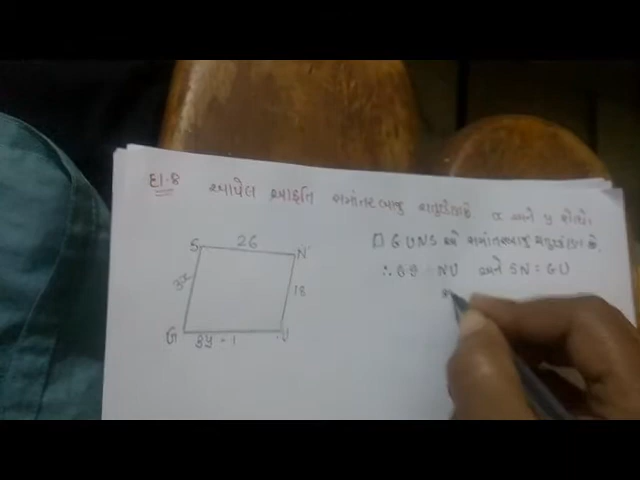 દા.8 આપેલ આકૃતિ સમાંતરબાજુ ચતુષ્કોણ છે x અને y શોધો.
□ GUNS એ સમાંતરબાજુ ચતુષ્કોણ છે.
∴ GS = NU અને SN = GU
S 26 N
3x 18
G 3y - 1 U